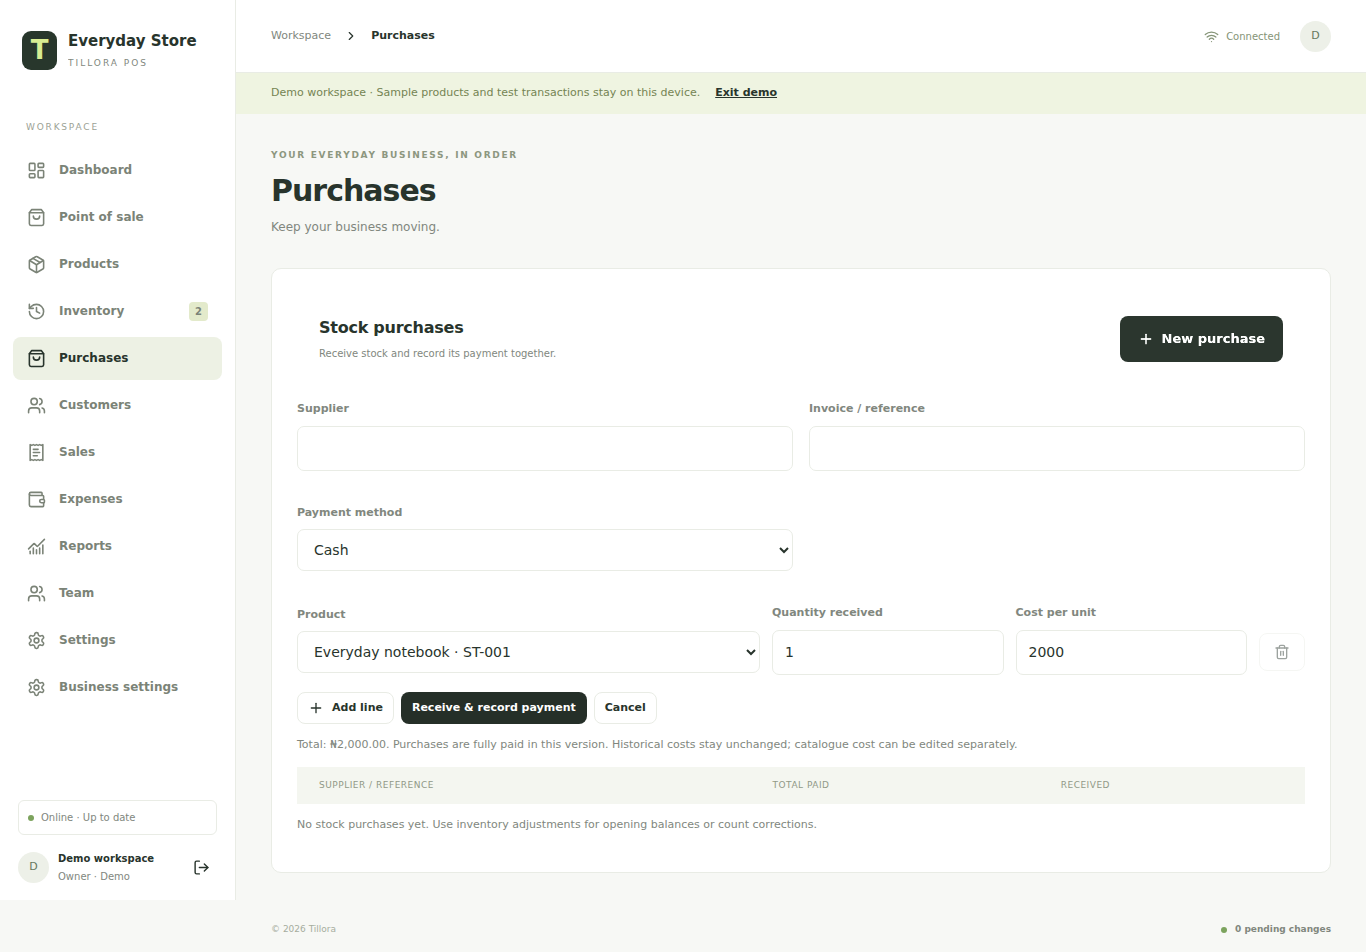 T
Everyday Store
TILLORA POS
WORKSPACE
Dashboard
Point of sale
Products
Inventory 2
Purchases
Customers
Sales
Expenses
Reports
Team
Settings
Business settings
Online · Up to date
D
Demo workspace
Owner · Demo
Workspace > Purchases
Connected
D
Demo workspace · Sample products and test transactions stay on this device. Exit demo
YOUR EVERYDAY BUSINESS, IN ORDER
Purchases
Keep your business moving.
Stock purchases
Receive stock and record its payment together.
New purchase
Supplier
Invoice / reference
Payment method
Cash
Product
Quantity received
Cost per unit
Everyday notebook · ST-001
1
2000
Add line
Receive & record payment
Cancel
Total: ₦2,000.00. Purchases are fully paid in this version. Historical costs stay unchanged; catalogue cost can be edited separately.
SUPPLIER / REFERENCE TOTAL PAID RECEIVED
No stock purchases yet. Use inventory adjustments for opening balances or count corrections.
© 2026 Tillora
0 pending changes